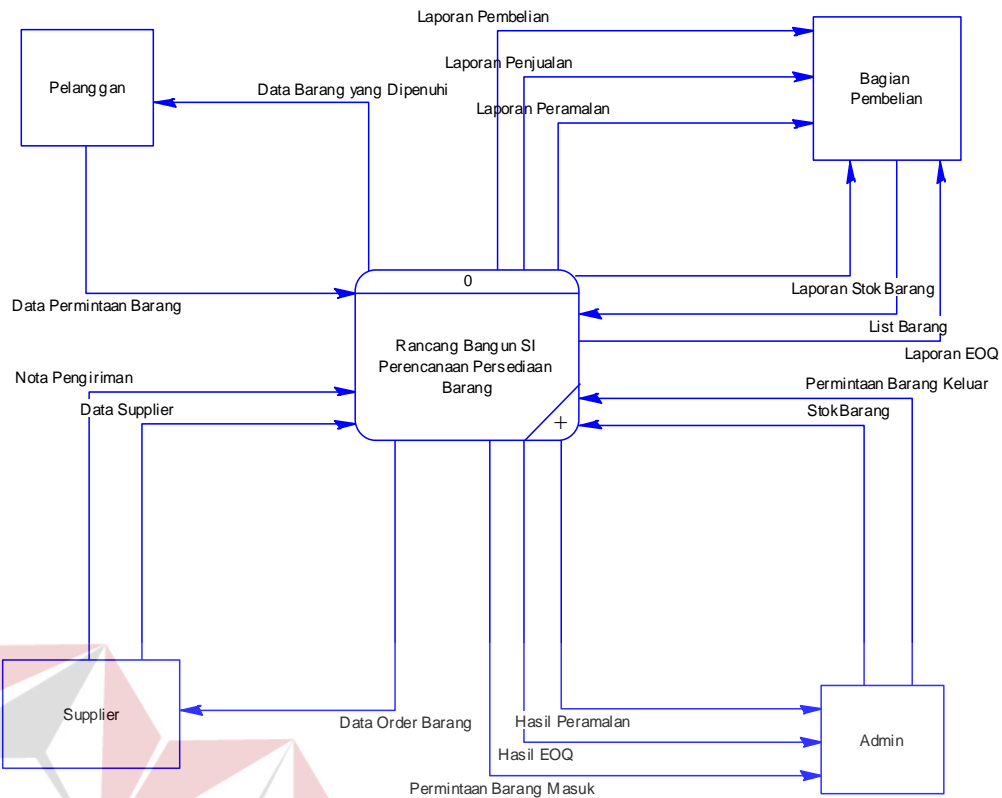 Laporan Pembelian
Pelanggan
Data Barang yang Dipenuhi
Laporan Penjualan
Bagian
Pembelian
Laporan Peramalan
0
Data Permintaan Barang
Laporan Stok Barang
List Barang
Laporan EOQ
Rancang Bangun SI
Perencanaan Persediaan
Barang
+
Nota Pengiriman
Data Supplier
Permintaan Barang Keluar
Stok Barang
Supplier
Data Order Barang
Hasil Peramalan
Hasil EOQ
Permintaan Barang Masuk
Admin